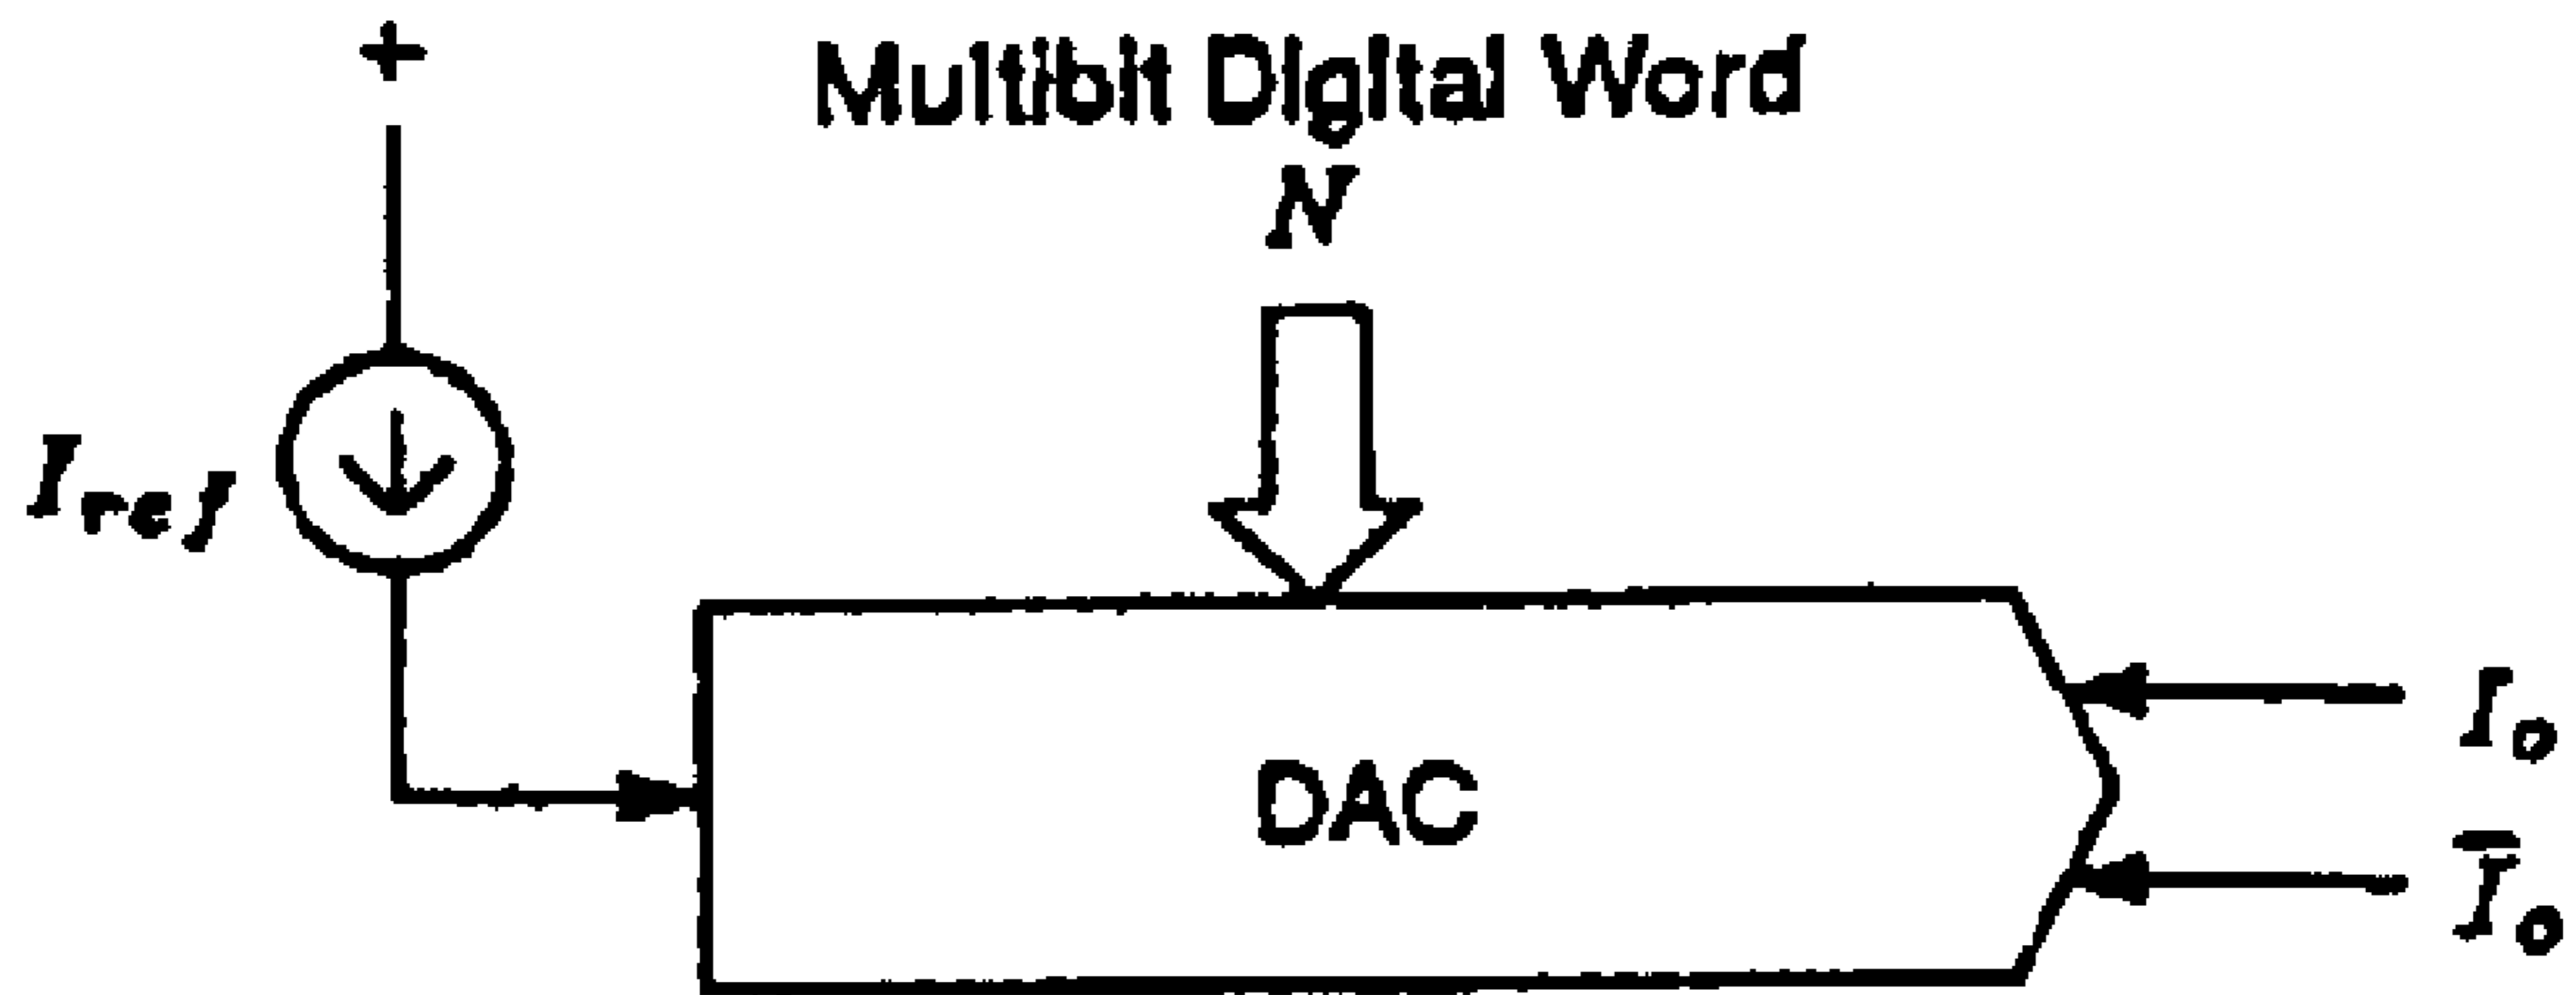 +
Multibit Digital Word
N
I_ref
DAC
I_o
Ī_o